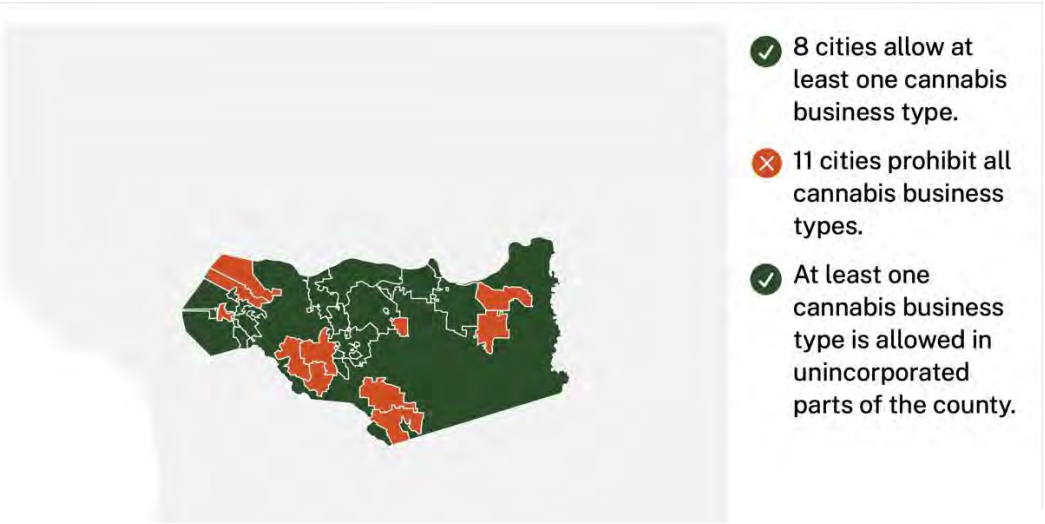 8 cities allow at
least one cannabis
business type.
11 cities prohibit all
cannabis business
types.
At least one
cannabis business
type is allowed in
unincorporated
parts of the county.